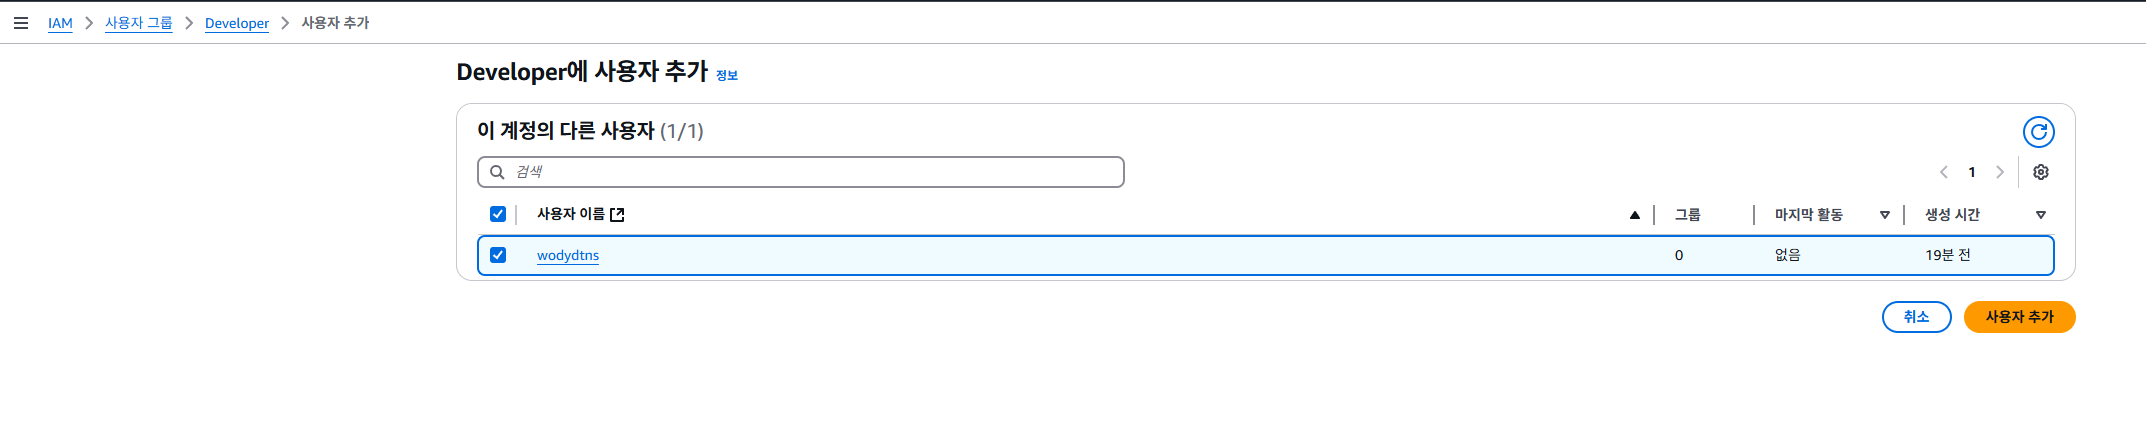 IAM > 사용자 그룹 > Developer > 사용자 추가
Developer에 사용자 추가 정보
이 계정의 다른 사용자 (1/1)
검색
1
사용자 이름 그룹 마지막 활동 생성 시간
wodydtns 0 없음 19분 전
취소 사용자 추가